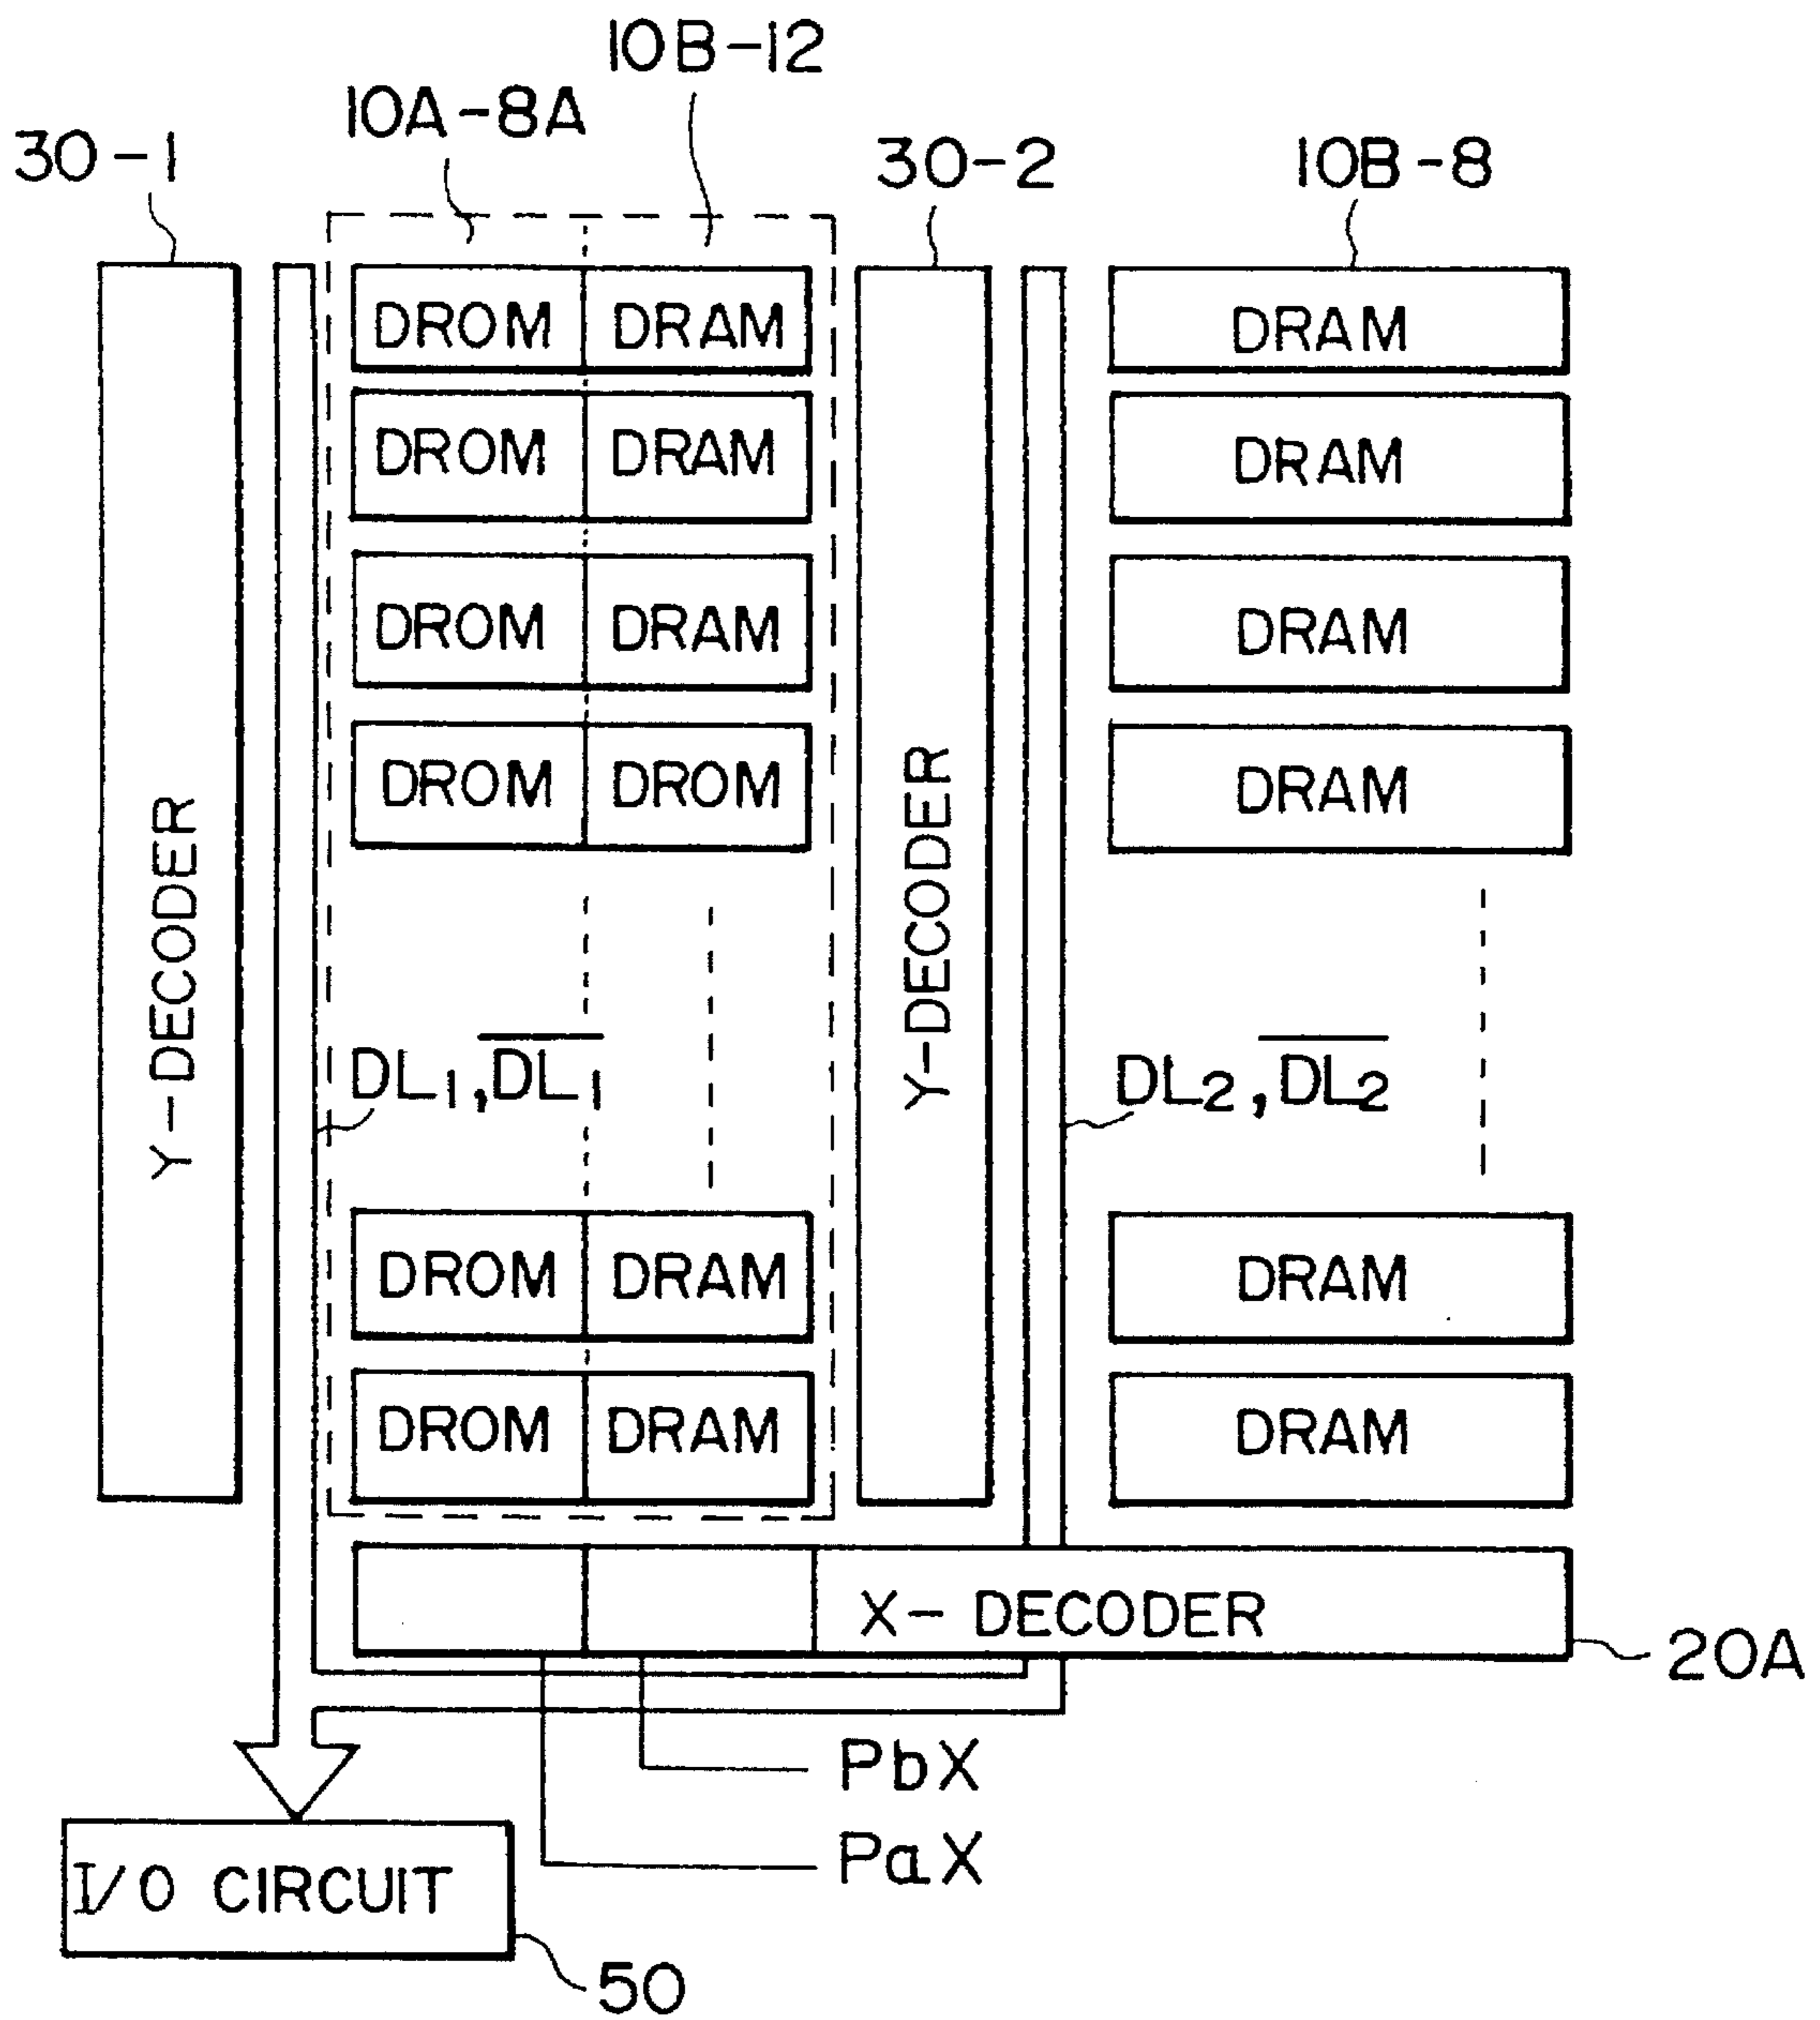 10B-12
10A-8A
30-1
30-2
10B-8
DROM DRAM DRAM
DROM DRAM DRAM
DROM DRAM DRAM
DROM DROM DRAM
Y-DECODER
Y-DECODER
DL₁, D̅L̅₁̅
DL₂, D̅L̅₂̅
DROM DRAM DRAM
DROM DRAM DRAM
X-DECODER
20A
PbX
PaX
I/O CIRCUIT
50